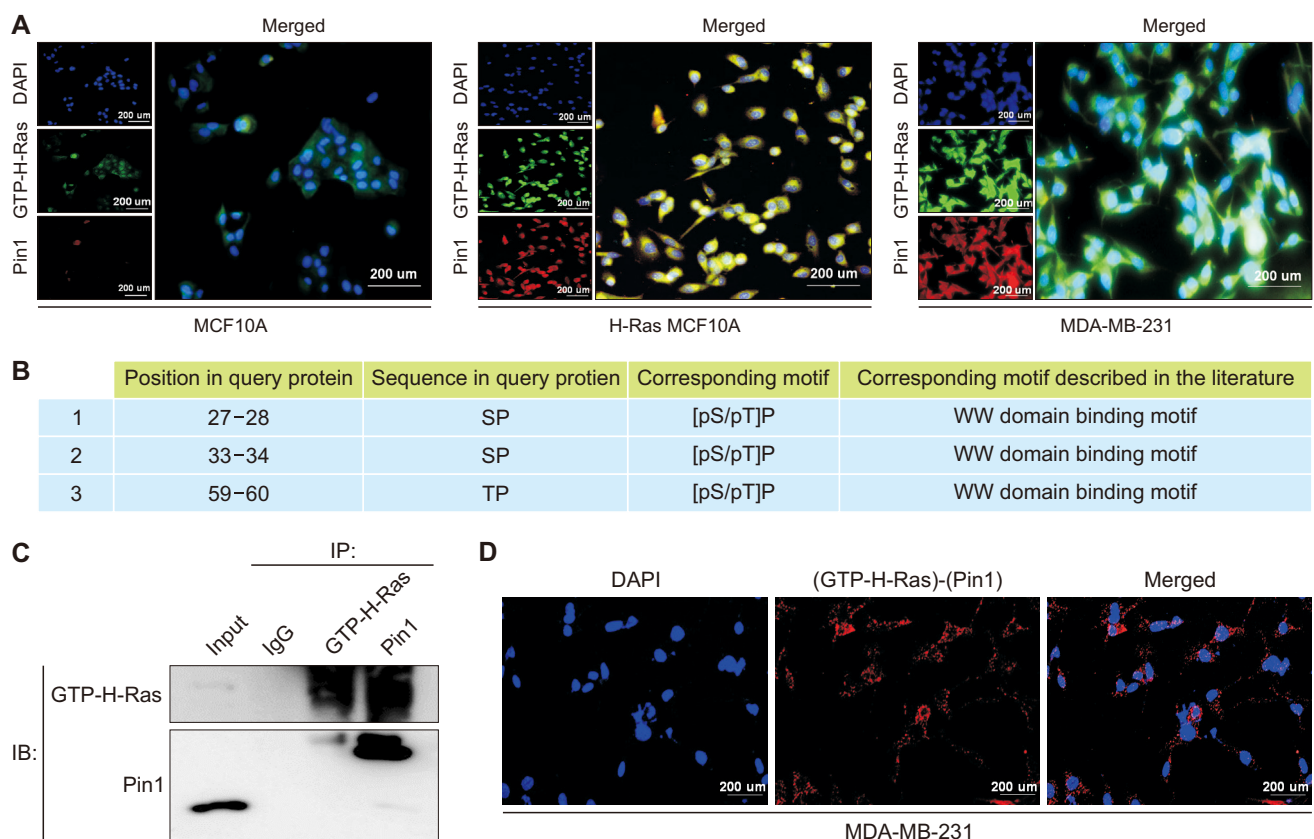 A
Merged
Merged
Merged
DAPI
GTP-H-Ras
Pin1
200 um
200 um
200 um
200 um
MCF10A
DAPI
GTP-H-Ras
Pin1
200 um
200 um
200 um
200 um
H-Ras MCF10A
DAPI
GTP-H-Ras
Pin1
200 um
200 um
200 um
200 um
MDA-MB-231
B
Position in query protein Sequence in query protien Corresponding motif Corresponding motif described in the literature
1 27−28 SP [pS/pT]P WW domain binding motif
2 33−34 SP [pS/pT]P WW domain binding motif
3 59−60 TP [pS/pT]P WW domain binding motif
C
IP:
Input IgG GTP-H-Ras Pin1
IB:
GTP-H-Ras
Pin1
D
DAPI (GTP-H-Ras)-(Pin1) Merged
200 um 200 um 200 um
MDA-MB-231